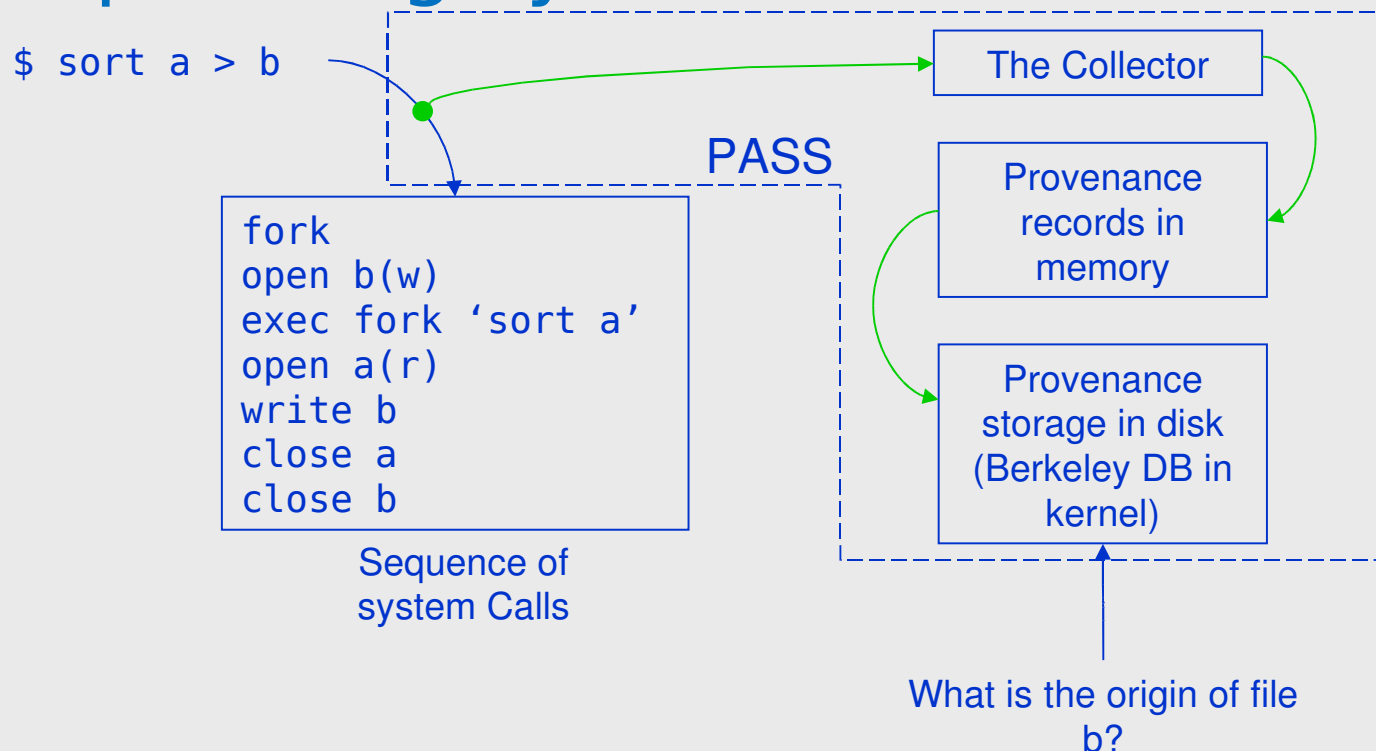 $ sort a > b
The Collector
PASS
Provenance
records in
memory
fork
open b(w)
exec fork ‘sort a’
open a(r)
write b
close a
close b
Sequence of
system Calls
Provenance
storage in disk
(Berkeley DB in
kernel)
What is the origin of file
b?